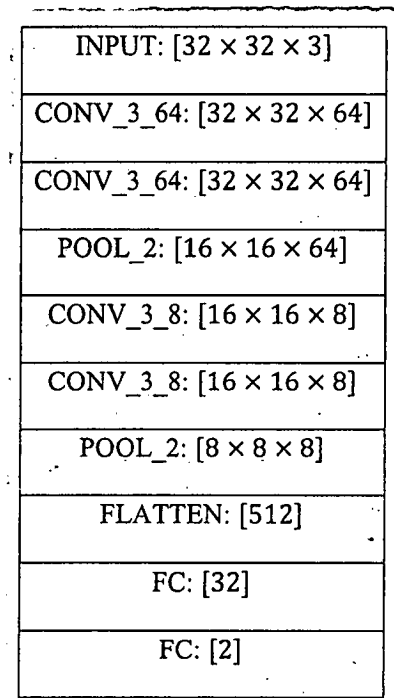 INPUT: [32 × 32 × 3]
CONV_3_64: [32 × 32 × 64]
CONV_3_64: [32 × 32 × 64]
POOL_2: [16 × 16 × 64]
CONV_3_8: [16 × 16 × 8]
CONV_3_8: [16 × 16 × 8]
POOL_2: [8 × 8 × 8]
FLATTEN: [512]
FC: [32]
FC: [2]